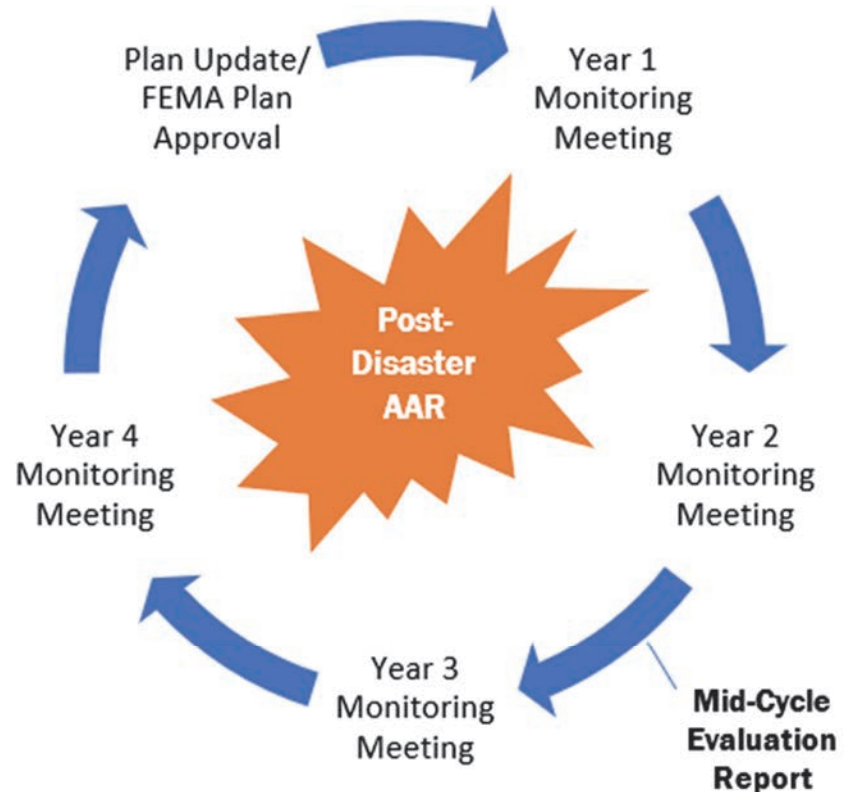 Plan Update/
FEMA Plan
Approval
Year 1
Monitoring
Meeting
Post-
Disaster
AAR
Year 4
Monitoring
Meeting
Year 2
Monitoring
Meeting
Year 3
Monitoring
Meeting
Mid-Cycle
Evaluation
Report